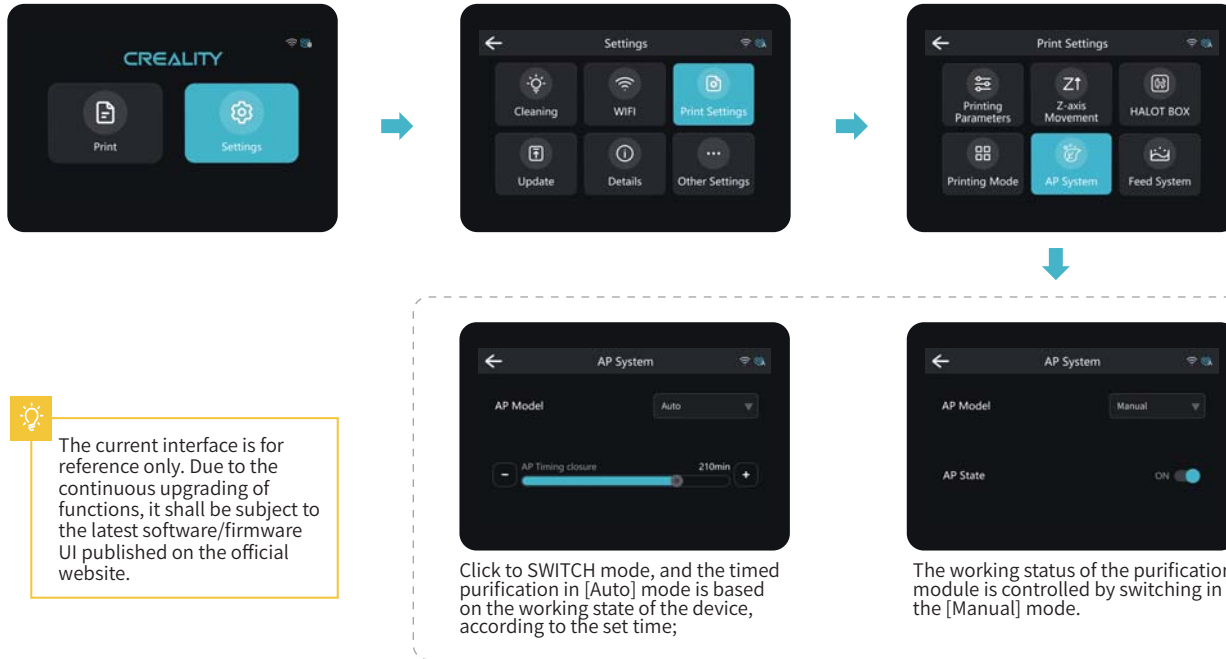 CREALITY
Print
Settings
Settings
Cleaning
WIFI
Print Settings
Update
Details
Other Settings
Print Settings
Printing
Parameters
Z-axis
Movement
HALOT BOX
Printing Mode
AP System
Feed System
The current interface is for
reference only. Due to the
continuous upgrading of
functions, it shall be subject to
the latest software/firmware
UI published on the official
website.
AP System
AP Model
Auto
AP Timing closure
210min
Click to SWITCH mode, and the timed
purification in [Auto] mode is based
on the working state of the device,
according to the set time;
AP System
AP Model
Manual
AP State
ON
The working status of the purification
module is controlled by switching in
the [Manual] mode.